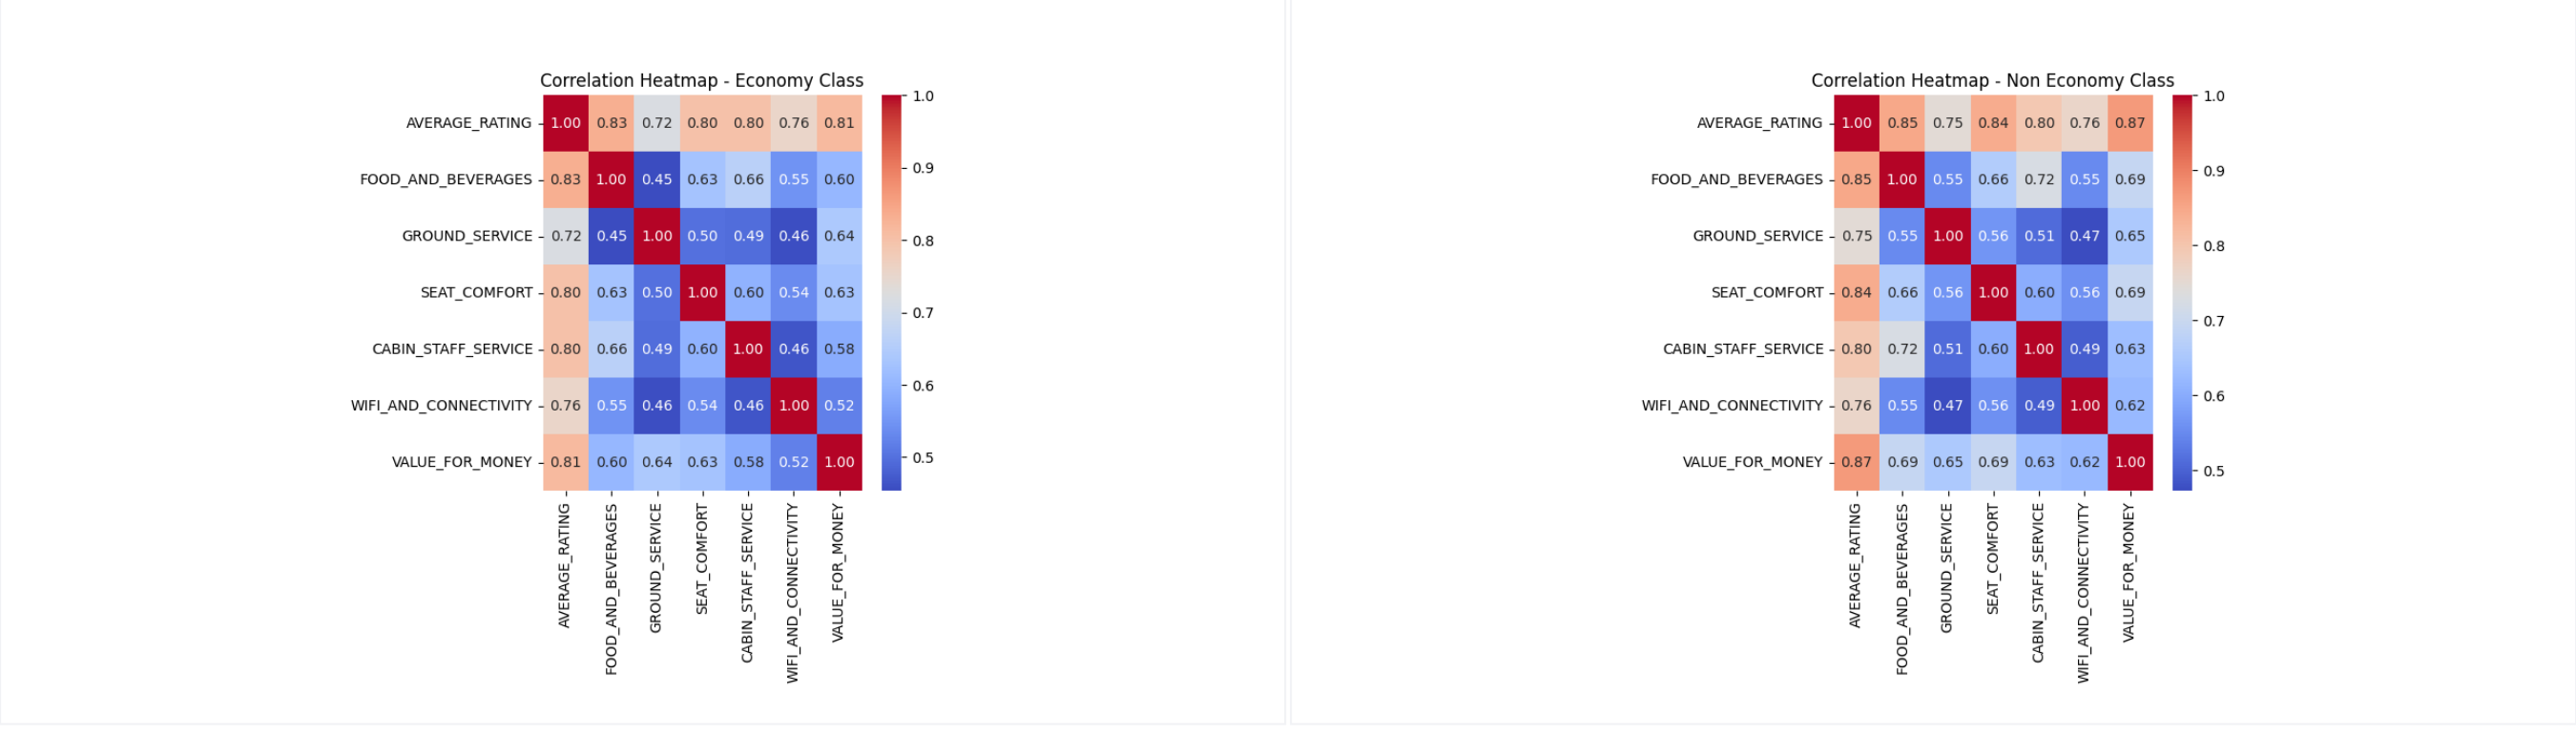 Correlation Heatmap - Economy Class
AVERAGE_RATING 1.00 0.83 0.72 0.80 0.80 0.76 0.81
FOOD_AND_BEVERAGES 0.83 1.00 0.45 0.63 0.66 0.55 0.60
GROUND_SERVICE 0.72 0.45 1.00 0.50 0.49 0.46 0.64
SEAT_COMFORT 0.80 0.63 0.50 1.00 0.60 0.54 0.63
CABIN_STAFF_SERVICE 0.80 0.66 0.49 0.60 1.00 0.46 0.58
WIFI_AND_CONNECTIVITY 0.76 0.55 0.46 0.54 0.46 1.00 0.52
VALUE_FOR_MONEY 0.81 0.60 0.64 0.63 0.58 0.52 1.00
AVERAGE_RATING
FOOD_AND_BEVERAGES
GROUND_SERVICE
SEAT_COMFORT
CABIN_STAFF_SERVICE
WIFI_AND_CONNECTIVITY
VALUE_FOR_MONEY
1.0
0.9
0.8
0.7
0.6
0.5
Correlation Heatmap - Non Economy Class
AVERAGE_RATING 1.00 0.85 0.75 0.84 0.80 0.76 0.87
FOOD_AND_BEVERAGES 0.85 1.00 0.55 0.66 0.72 0.55 0.69
GROUND_SERVICE 0.75 0.55 1.00 0.56 0.51 0.47 0.65
SEAT_COMFORT 0.84 0.66 0.56 1.00 0.60 0.56 0.69
CABIN_STAFF_SERVICE 0.80 0.72 0.51 0.60 1.00 0.49 0.63
WIFI_AND_CONNECTIVITY 0.76 0.55 0.47 0.56 0.49 1.00 0.62
VALUE_FOR_MONEY 0.87 0.69 0.65 0.69 0.63 0.62 1.00
AVERAGE_RATING
FOOD_AND_BEVERAGES
GROUND_SERVICE
SEAT_COMFORT
CABIN_STAFF_SERVICE
WIFI_AND_CONNECTIVITY
VALUE_FOR_MONEY
1.0
0.9
0.8
0.7
0.6
0.5